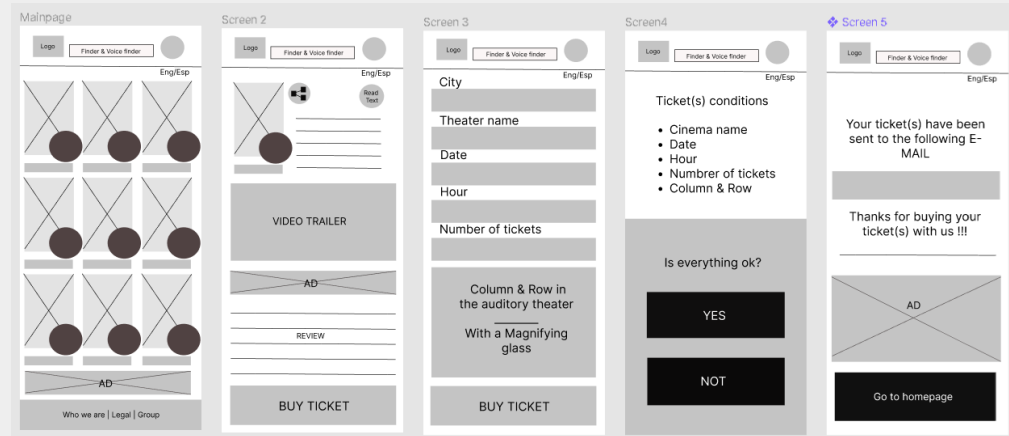 Mainpage
Logo
Finder & Voice finder
Eng/Esp
AD
Who we are | Legal | Group
Screen 2
Logo
Finder & Voice finder
Eng/Esp
Read
Text
VIDEO TRAILER
AD
REVIEW
BUY TICKET
Screen 3
Logo
Finder & Voice finder
Eng/Esp
City
Theater name
Date
Hour
Number of tickets
Column & Row in
the auditory theater
With a Magnifying
glass
BUY TICKET
Screen4
Logo
Finder & Voice finder
Eng/Esp
Ticket(s) conditions
• Cinema name
• Date
• Hour
• Numbrer of tickets
• Column & Row
Is everything ok?
YES
NOT
Screen 5
Logo
Finder & Voice finder
Eng/Esp
Your ticket(s) have been
sent to the following E-
MAIL
Thanks for buying your
ticket(s) with us !!!
AD
Go to homepage